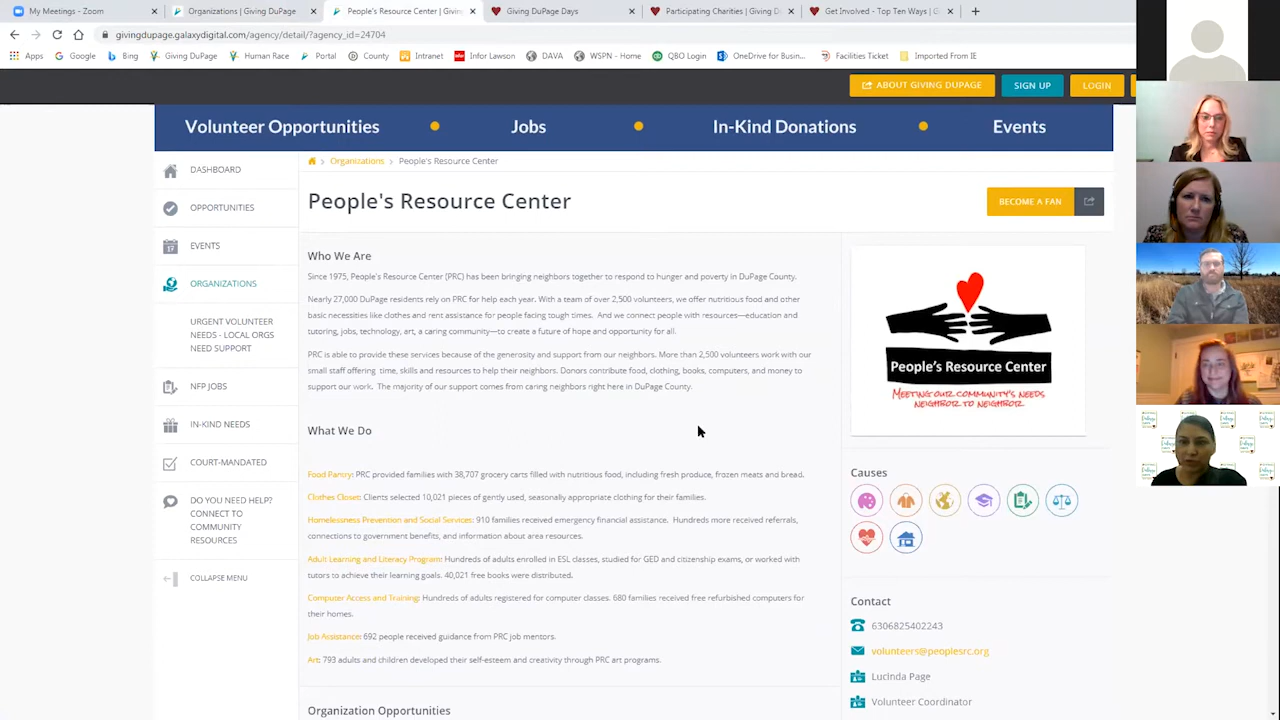 My Meetings - Zoom
Organizations | Giving DuPage
People's Resource Center | Giving
Giving DuPage Days
Participating Charities | Giving D
Get Involved - Top Ten Ways | G
givingdupage.galaxydigital.com/agency/detail/?agency_id=24704
Apps Google Bing Giving DuPage Human Race Portal County Intranet Infor Lawson DAVA WSPN - Home QBO Login OneDrive for Busin... Facilities Ticket Imported From IE
ABOUT GIVING DUPAGE SIGN UP LOGIN
Volunteer Opportunities Jobs In-Kind Donations Events
DASHBOARD
OPPORTUNITIES
EVENTS
ORGANIZATIONS
URGENT VOLUNTEER
NEEDS - LOCAL ORGS
NEED SUPPORT
NFP JOBS
IN-KIND NEEDS
COURT-MANDATED
DO YOU NEED HELP?
CONNECT TO
COMMUNITY
RESOURCES
COLLAPSE MENU
Organizations > People's Resource Center
People's Resource Center
BECOME A FAN
Who We Are
Since 1975, People's Resource Center (PRC) has been bringing neighbors together to respond to hunger and poverty in DuPage County.
Nearly 27,000 DuPage residents rely on PRC for help each year. With a team of over 2,500 volunteers, we offer nutritious food and other
basic necessities like clothes and rent assistance for people facing tough times. And we connect people with resources—education and
tutoring, jobs, technology, art, a caring community—to create a future of hope and opportunity for all.
PRC is able to provide these services because of the generosity and support from our neighbors. More than 2,500 volunteers work with our
small staff offering time, skills and resources to help their neighbors. Donors contribute food, clothing, books, computers, and money to
support our work. The majority of our support comes from caring neighbors right here in DuPage County.
What We Do
Food Pantry: PRC provided families with 38,707 grocery carts filled with nutritious food, including fresh produce, frozen meats and bread.
Clothes Closet: Clients selected 10,021 pieces of gently used, seasonally appropriate clothing for their families.
Homelessness Prevention and Social Services: 910 families received emergency financial assistance. Hundreds more received referrals,
connections to government benefits, and information about area resources.
Adult Learning and Literacy Program: Hundreds of adults enrolled in ESL classes, studied for GED and citizenship exams, or worked with
tutors to achieve their learning goals. 40,021 free books were distributed.
Computer Access and Training: Hundreds of adults registered for computer classes. 680 families received free refurbished computers for
their homes.
Job Assistance: 692 people received guidance from PRC job mentors.
Art: 793 adults and children developed their self-esteem and creativity through PRC art programs.
Organization Opportunities
People's Resource Center
MEETING OUR COMMUNITY'S NEEDS
NEIGHBOR TO NEIGHBOR
Causes
Contact
6306825402243
volunteers@peoplesrc.org
Lucinda Page
Volunteer Coordinator